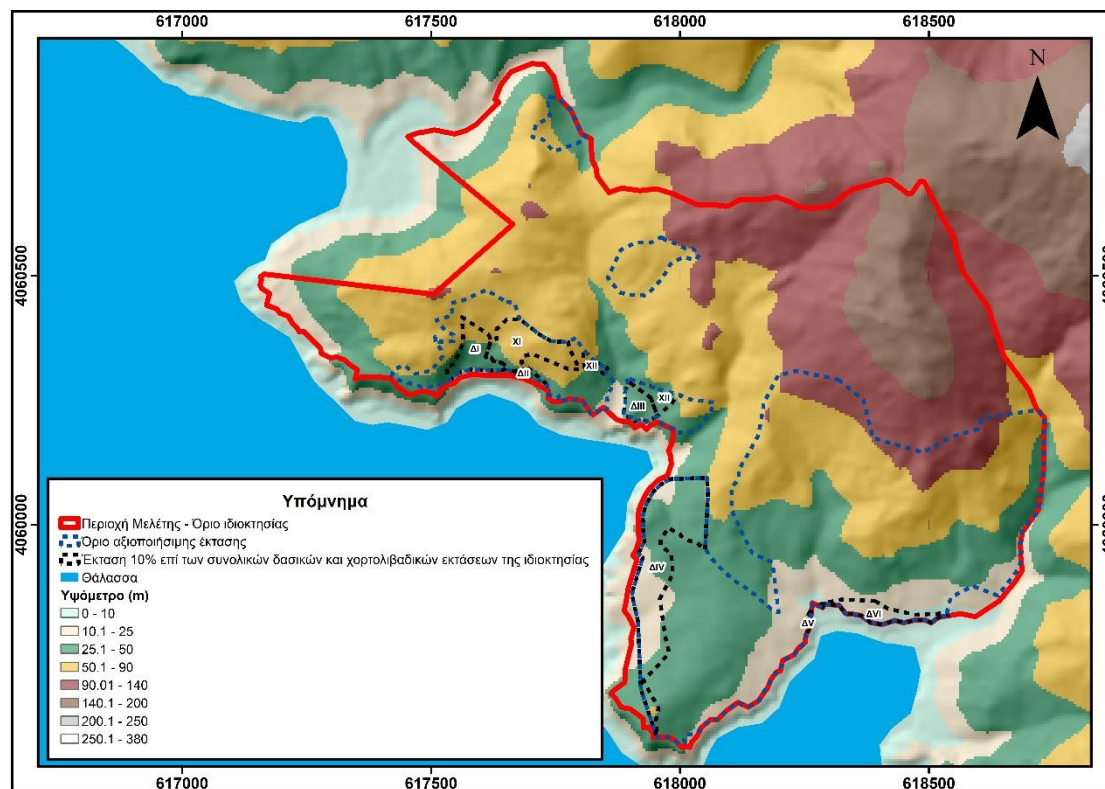 617000 617500 618000 618500
N
4060500 4060500
ΧΙ
ΔΙ
ΧΙΙ
ΔΙΙ
ΧΙΙ
ΔΙΙΙ
4060000 4060000
ΔIV
ΔV
ΔVI
Υπόμνημα
Περιοχή Μελέτης - Όριο ιδιοκτησίας
Όριο αξιοποιήσιμης έκτασης
Έκταση 10% επί των συνολικών δασικών και χορτολιβαδικών εκτάσεων της ιδιοκτησίας
Θάλασσα
Υψόμετρο (m)
0 - 10
10.1 - 25
25.1 - 50
50.1 - 90
90.01 - 140
140.1 - 200
200.1 - 250
250.1 - 380
617000 617500 618000 618500